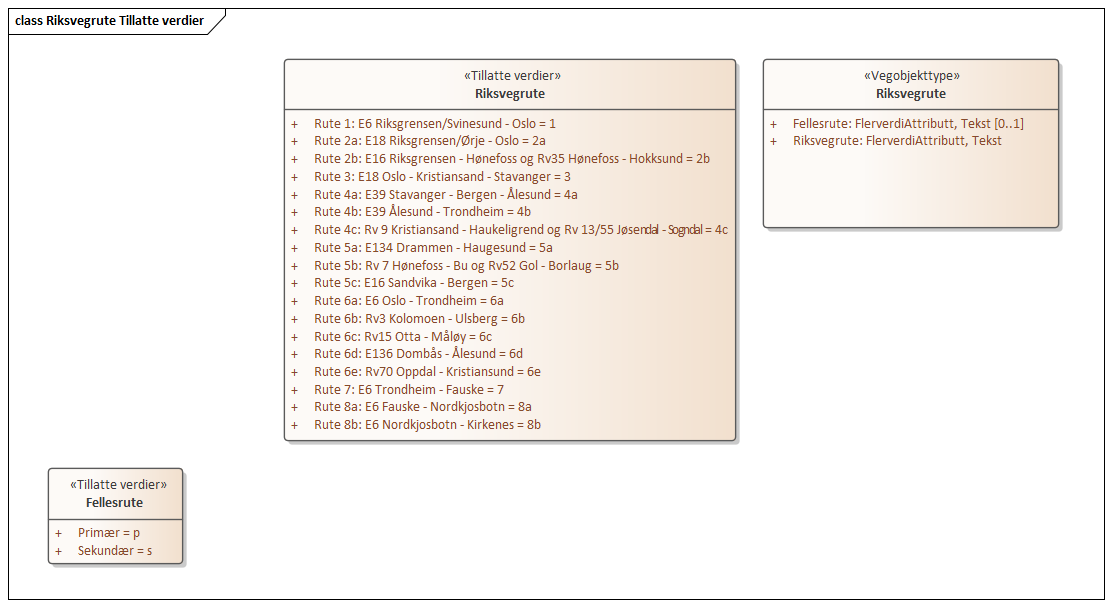 class Riksvegrute Tillatte verdier
«Tillatte verdier»
Riksvegrute
+ Rute 1: E6 Riksgrensen/Svinesund - Oslo = 1
+ Rute 2a: E18 Riksgrensen/Ørje - Oslo = 2a
+ Rute 2b: E16 Riksgrensen - Hønefoss og Rv35 Hønefoss - Hokksund = 2b
+ Rute 3: E18 Oslo - Kristiansand - Stavanger = 3
+ Rute 4a: E39 Stavanger - Bergen - Ålesund = 4a
+ Rute 4b: E39 Ålesund - Trondheim = 4b
+ Rute 4c: Rv 9 Kristiansand - Haukeligrend og Rv 13/55 Jøsendal - Sogndal = 4c
+ Rute 5a: E134 Drammen - Haugesund = 5a
+ Rute 5b: Rv 7 Hønefoss - Bu og Rv52 Gol - Borlaug = 5b
+ Rute 5c: E16 Sandvika - Bergen = 5c
+ Rute 6a: E6 Oslo - Trondheim = 6a
+ Rute 6b: Rv3 Kolomoen - Ulsberg = 6b
+ Rute 6c: Rv15 Otta - Måløy = 6c
+ Rute 6d: E136 Dombås - Ålesund = 6d
+ Rute 6e: Rv70 Oppdal - Kristiansund = 6e
+ Rute 7: E6 Trondheim - Fauske = 7
+ Rute 8a: E6 Fauske - Nordkjosbotn = 8a
+ Rute 8b: E6 Nordkjosbotn - Kirkenes = 8b
«Vegobjekttype»
Riksvegrute
+ Fellesrute: FlerverdiAttributt, Tekst [0..1]
+ Riksvegrute: FlerverdiAttributt, Tekst
«Tillatte verdier»
Fellesrute
+ Primær = p
+ Sekundær = s